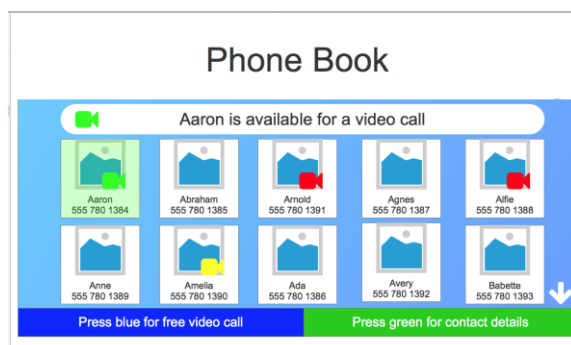 Phone Book
Aaron is available for a video call
Aaron
555 780 1384
Abraham
555 780 1385
Arnold
555 780 1391
Agnes
555 780 1387
Alfie
555 780 1388
Anne
555 780 1389
Amelia
555 780 1390
Ada
555 780 1386
Avery
555 780 1392
Babette
555 780 1393
Press blue for free video call
Press green for contact details